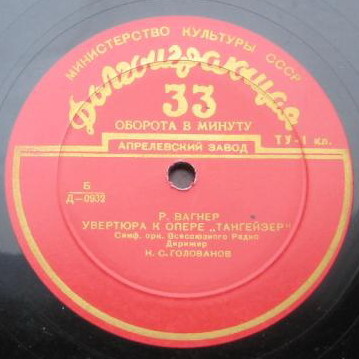 МИНИСТЕРСТВО КУЛЬТУРЫ СССР
Долгоиграющая
33
ОБОРОТА В МИНУТУ
АПРЕЛЕВСКИЙ ЗАВОД
ТУ-1 кл.
Б
Д—0932
Р. ВАГНЕР
УВЕРТЮРА К ОПЕРЕ „ТАНГЕЙЗЕР"
Симф. орк. Всесоюзного Радио
Дирижер
Н. С. ГОЛОВАНОВ